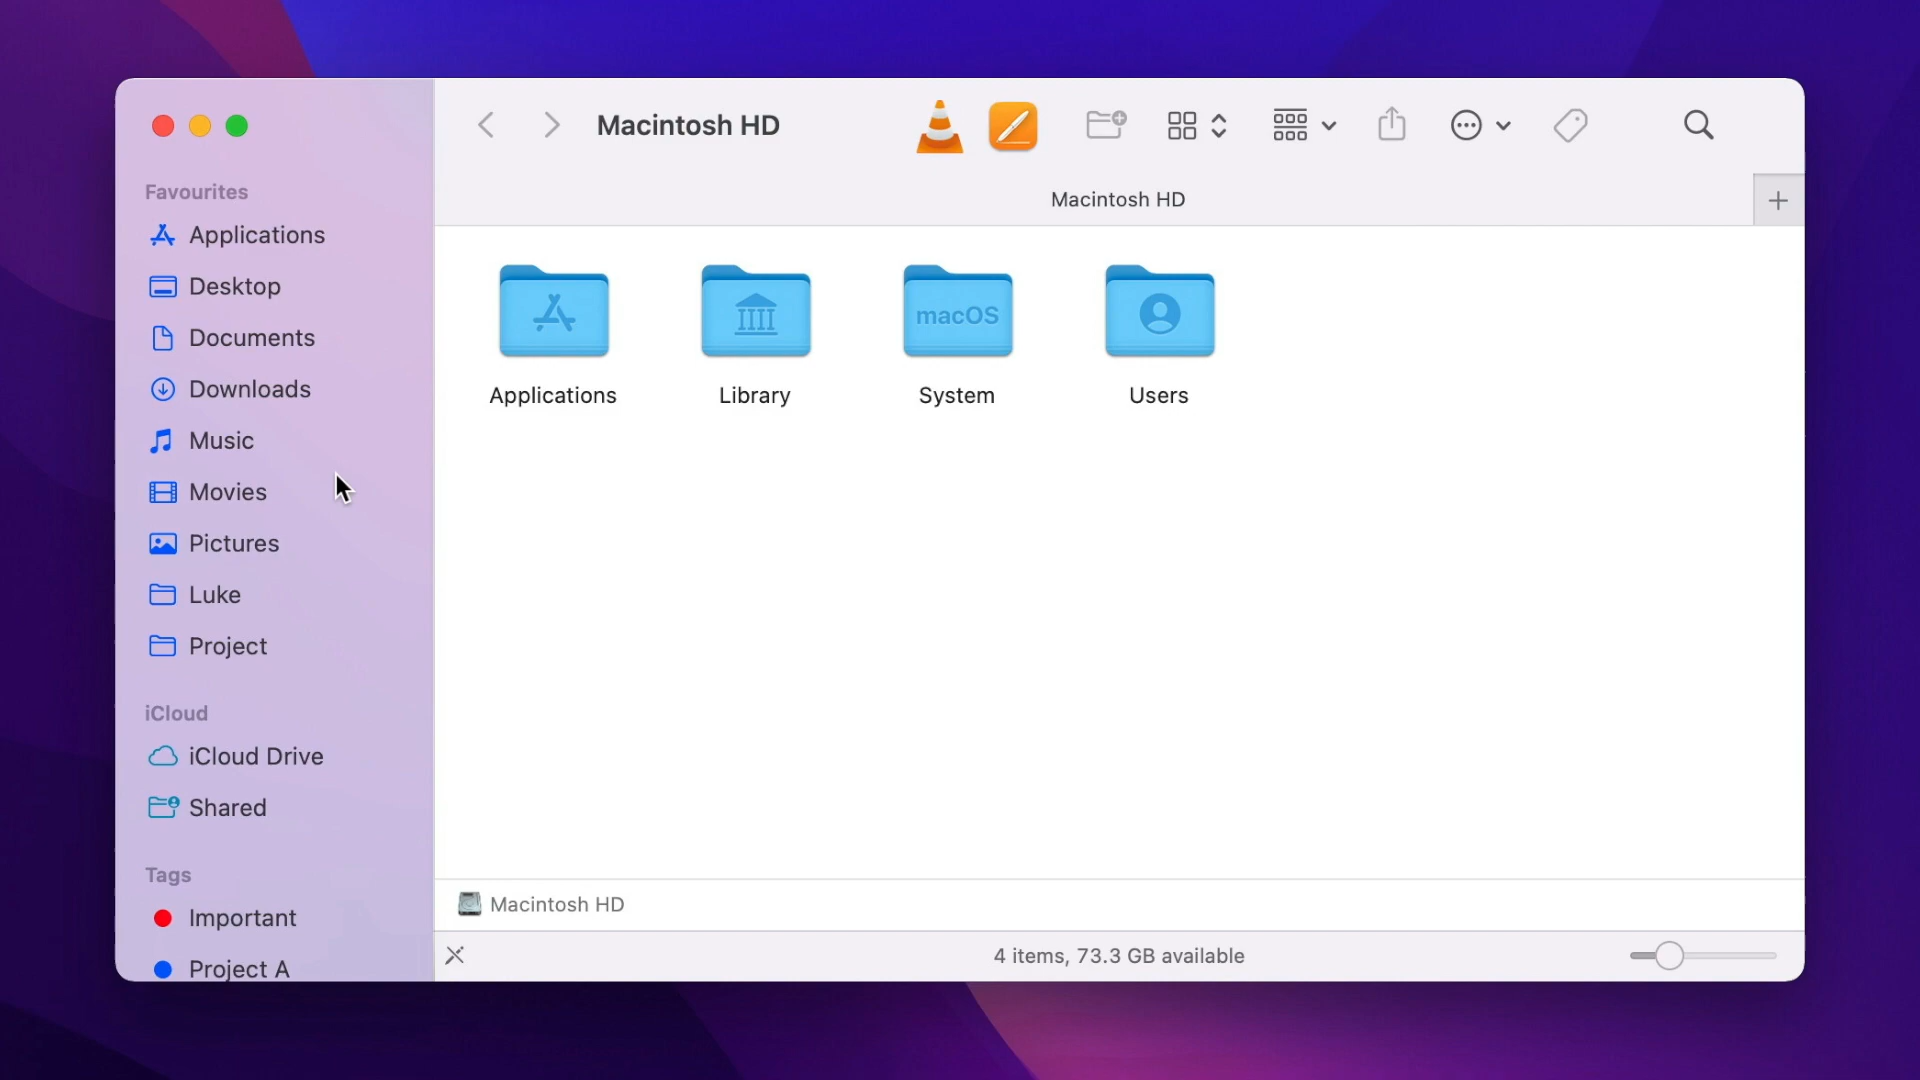 Macintosh HD
Macintosh HD
Favourites
Applications
Desktop
Documents
Downloads
Music
Movies
Pictures
Luke
Project
iCloud
iCloud Drive
Shared
Tags
Important
Project A
macOS
Applications
Library
System
Users
Macintosh HD
4 items, 73.3 GB available